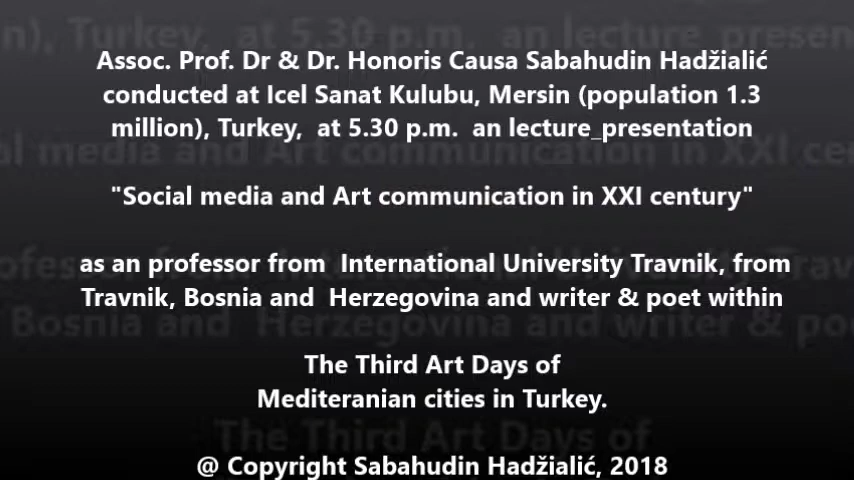 Assoc. Prof. Dr & Dr. Honoris Causa Sabahudin Hadžialić
conducted at Icel Sanat Kulubu, Mersin (population 1.3
million), Turkey,  at 5.30 p.m.  an lecture_presentation
"Social media and Art communication in XXI century"
as an professor from  International University Travnik, from
Travnik, Bosnia and  Herzegovina and writer & poet within
The Third Art Days of
Mediteranian cities in Turkey.
@ Copyright Sabahudin Hadžialić, 2018